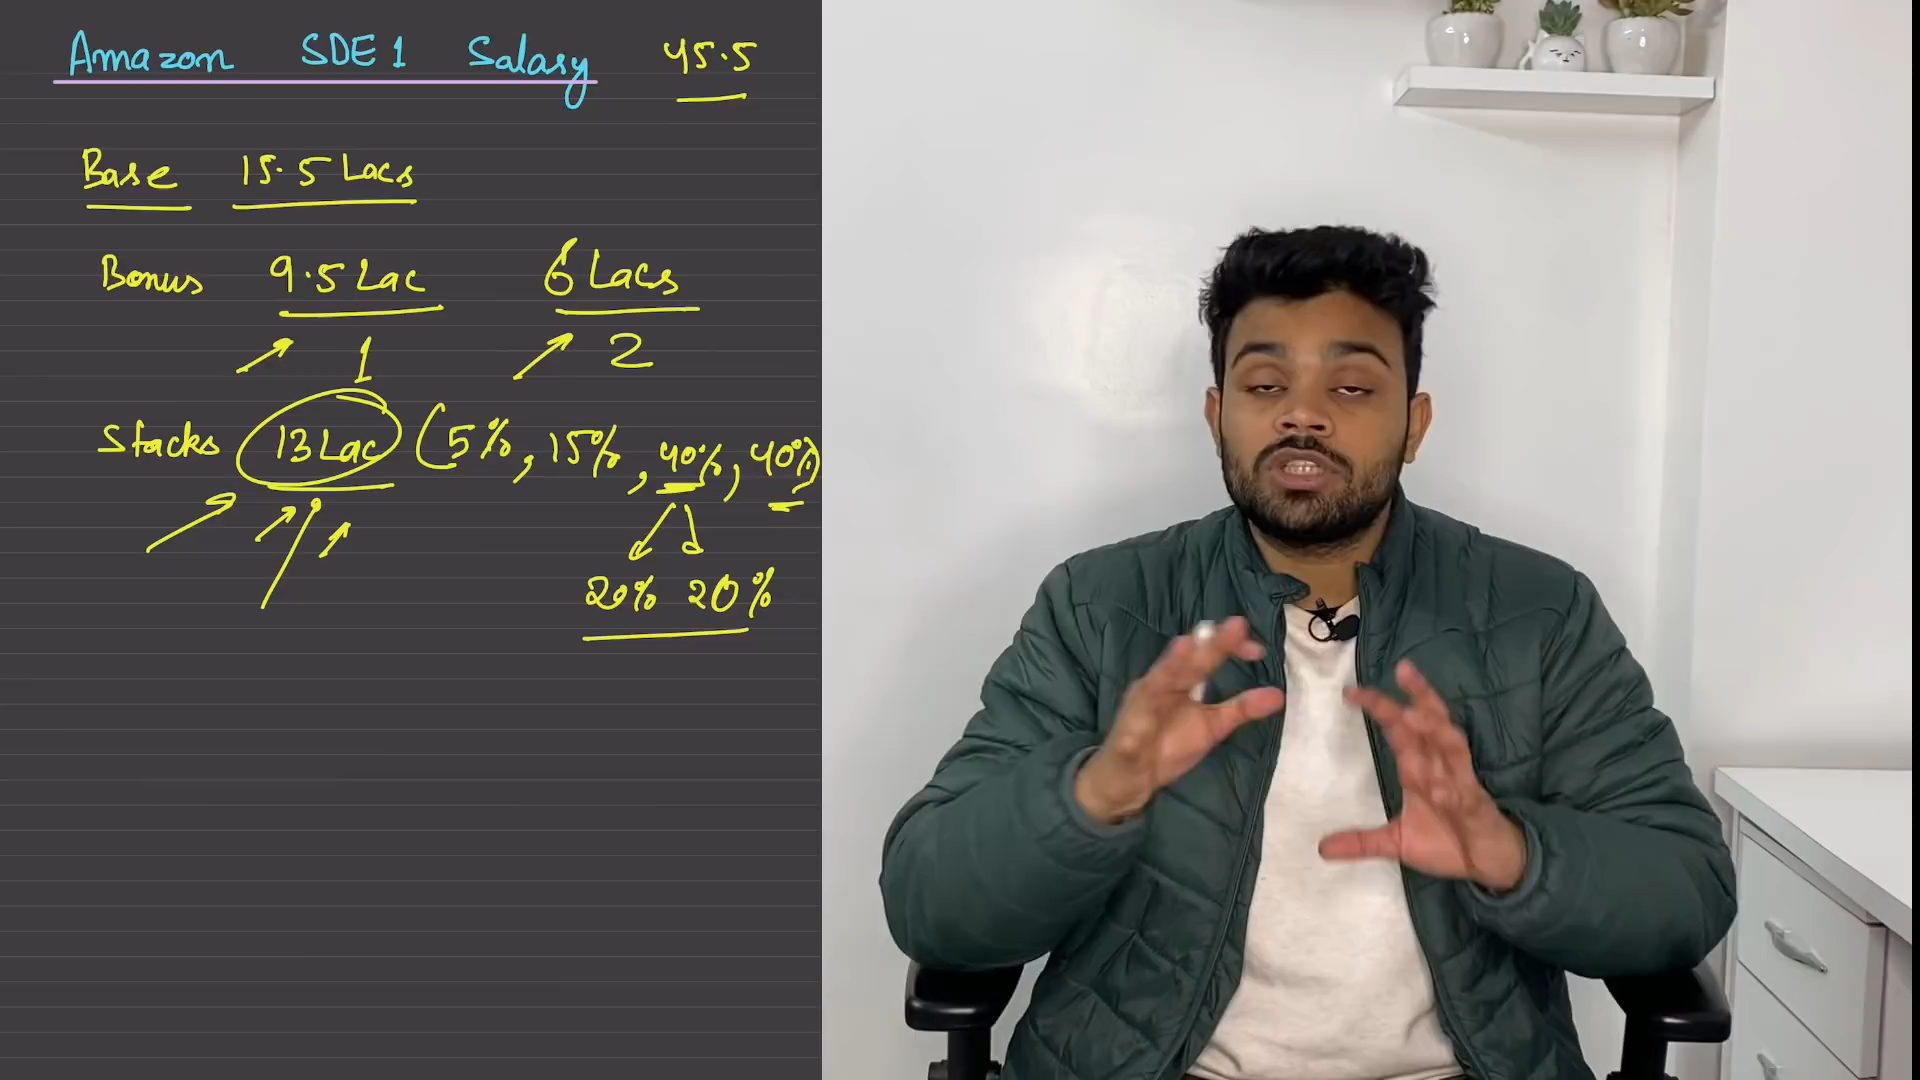 Amazon SDE 1 Salary 45.5
Base 15.5 Lacs
Bonus 9.5 Lac 6 Lacs
1 2
Stacks 13 Lac (5%, 15%, 40%, 40%)
20% 20%